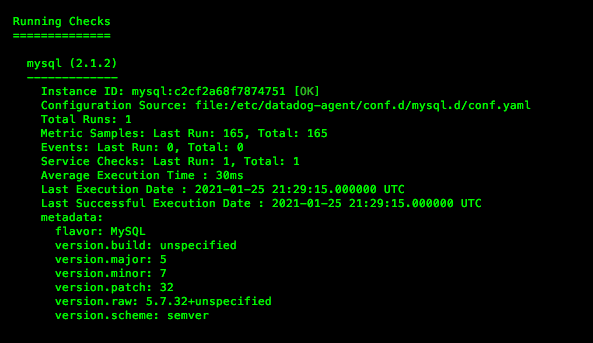 Running Checks
==============
mysql (2.1.2)
-------------
Instance ID: mysql:c2cf2a68f7874751 [OK]
Configuration Source: file:/etc/datadog-agent/conf.d/mysql.d/conf.yaml
Total Runs: 1
Metric Samples: Last Run: 165, Total: 165
Events: Last Run: 0, Total: 0
Service Checks: Last Run: 1, Total: 1
Average Execution Time : 30ms
Last Execution Date : 2021-01-25 21:29:15.000000 UTC
Last Successful Execution Date : 2021-01-25 21:29:15.000000 UTC
metadata:
flavor: MySQL
version.build: unspecified
version.major: 5
version.minor: 7
version.patch: 32
version.raw: 5.7.32+unspecified
version.scheme: semver